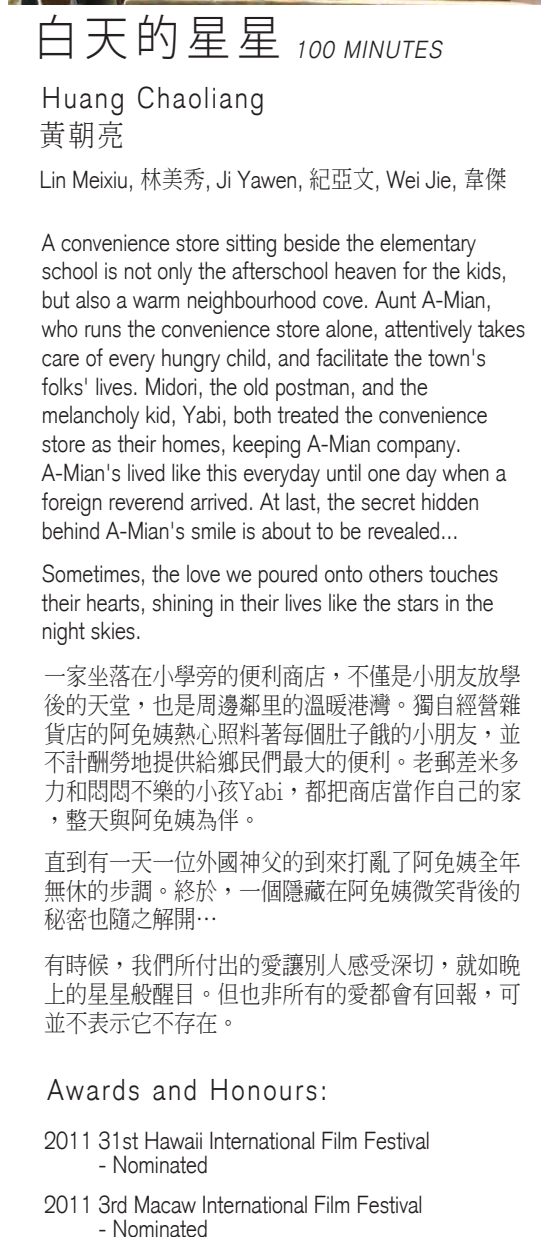 白天的星星 100 MINUTES
Huang Chaoliang
黃朝亮
Lin Meixiu, 林美秀, Ji Yawen, 紀亞文, Wei Jie, 韋傑
A convenience store sitting beside the elementary
school is not only the afterschool heaven for the kids,
but also a warm neighbourhood cove. Aunt A-Mian,
who runs the convenience store alone, attentively takes
care of every hungry child, and facilitate the town's
folks' lives. Midori, the old postman, and the
melancholy kid, Yabi, both treated the convenience
store as their homes, keeping A-Mian company.
A-Mian's lived like this everyday until one day when a
foreign reverend arrived. At last, the secret hidden
behind A-Mian's smile is about to be revealed...
Sometimes, the love we poured onto others touches
their hearts, shining in their lives like the stars in the
night skies.
一家坐落在小學旁的便利商店，不僅是小朋友放學
後的天堂，也是周邊鄰里的溫暖港灣。獨自經營雜
貨店的阿免姨熱心照料著每個肚子餓的小朋友，並
不計酬勞地提供給鄉民們最大的便利。老郵差米多
力和悶悶不樂的小孩Yabi，都把商店當作自己的家
，整天與阿免姨為伴。
直到有一天一位外國神父的到來打亂了阿免姨全年
無休的步調。終於，一個隱藏在阿免姨微笑背後的
秘密也隨之解開…
有時候，我們所付出的愛讓別人感受深切，就如晚
上的星星般醒目。但也非所有的愛都會有回報，可
並不表示它不存在。
Awards and Honours:
2011 31st Hawaii International Film Festival
- Nominated
2011 3rd Macaw International Film Festival
- Nominated